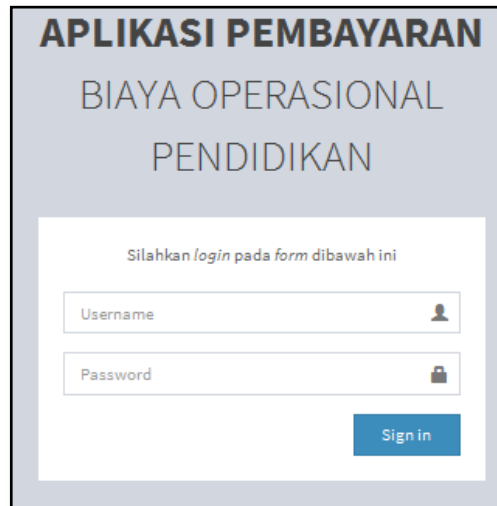 APLIKASI PEMBAYARAN
BIAYA OPERASIONAL
PENDIDIKAN
Silahkan login pada form dibawah ini
Username
Password
Sign in